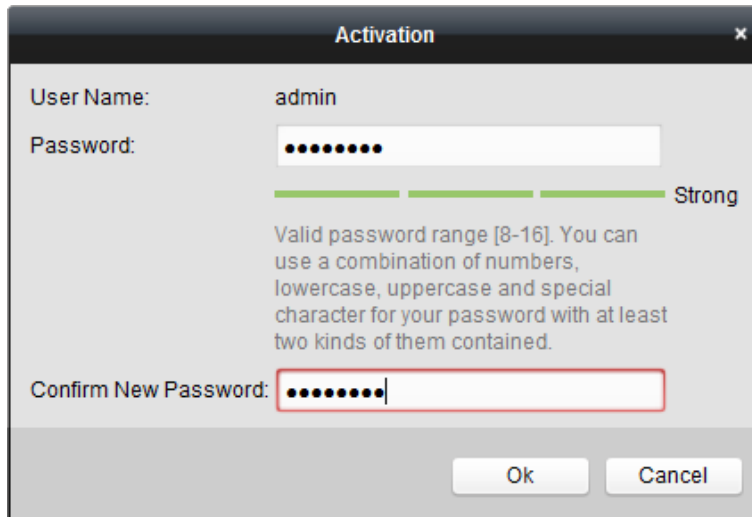 Activation ×
User Name: admin
Password: ●●●●●●●●
Strong
Valid password range [8-16]. You can
use a combination of numbers,
lowercase, uppercase and special
character for your password with at least
two kinds of them contained.
Confirm New Password: ●●●●●●●●
Ok Cancel